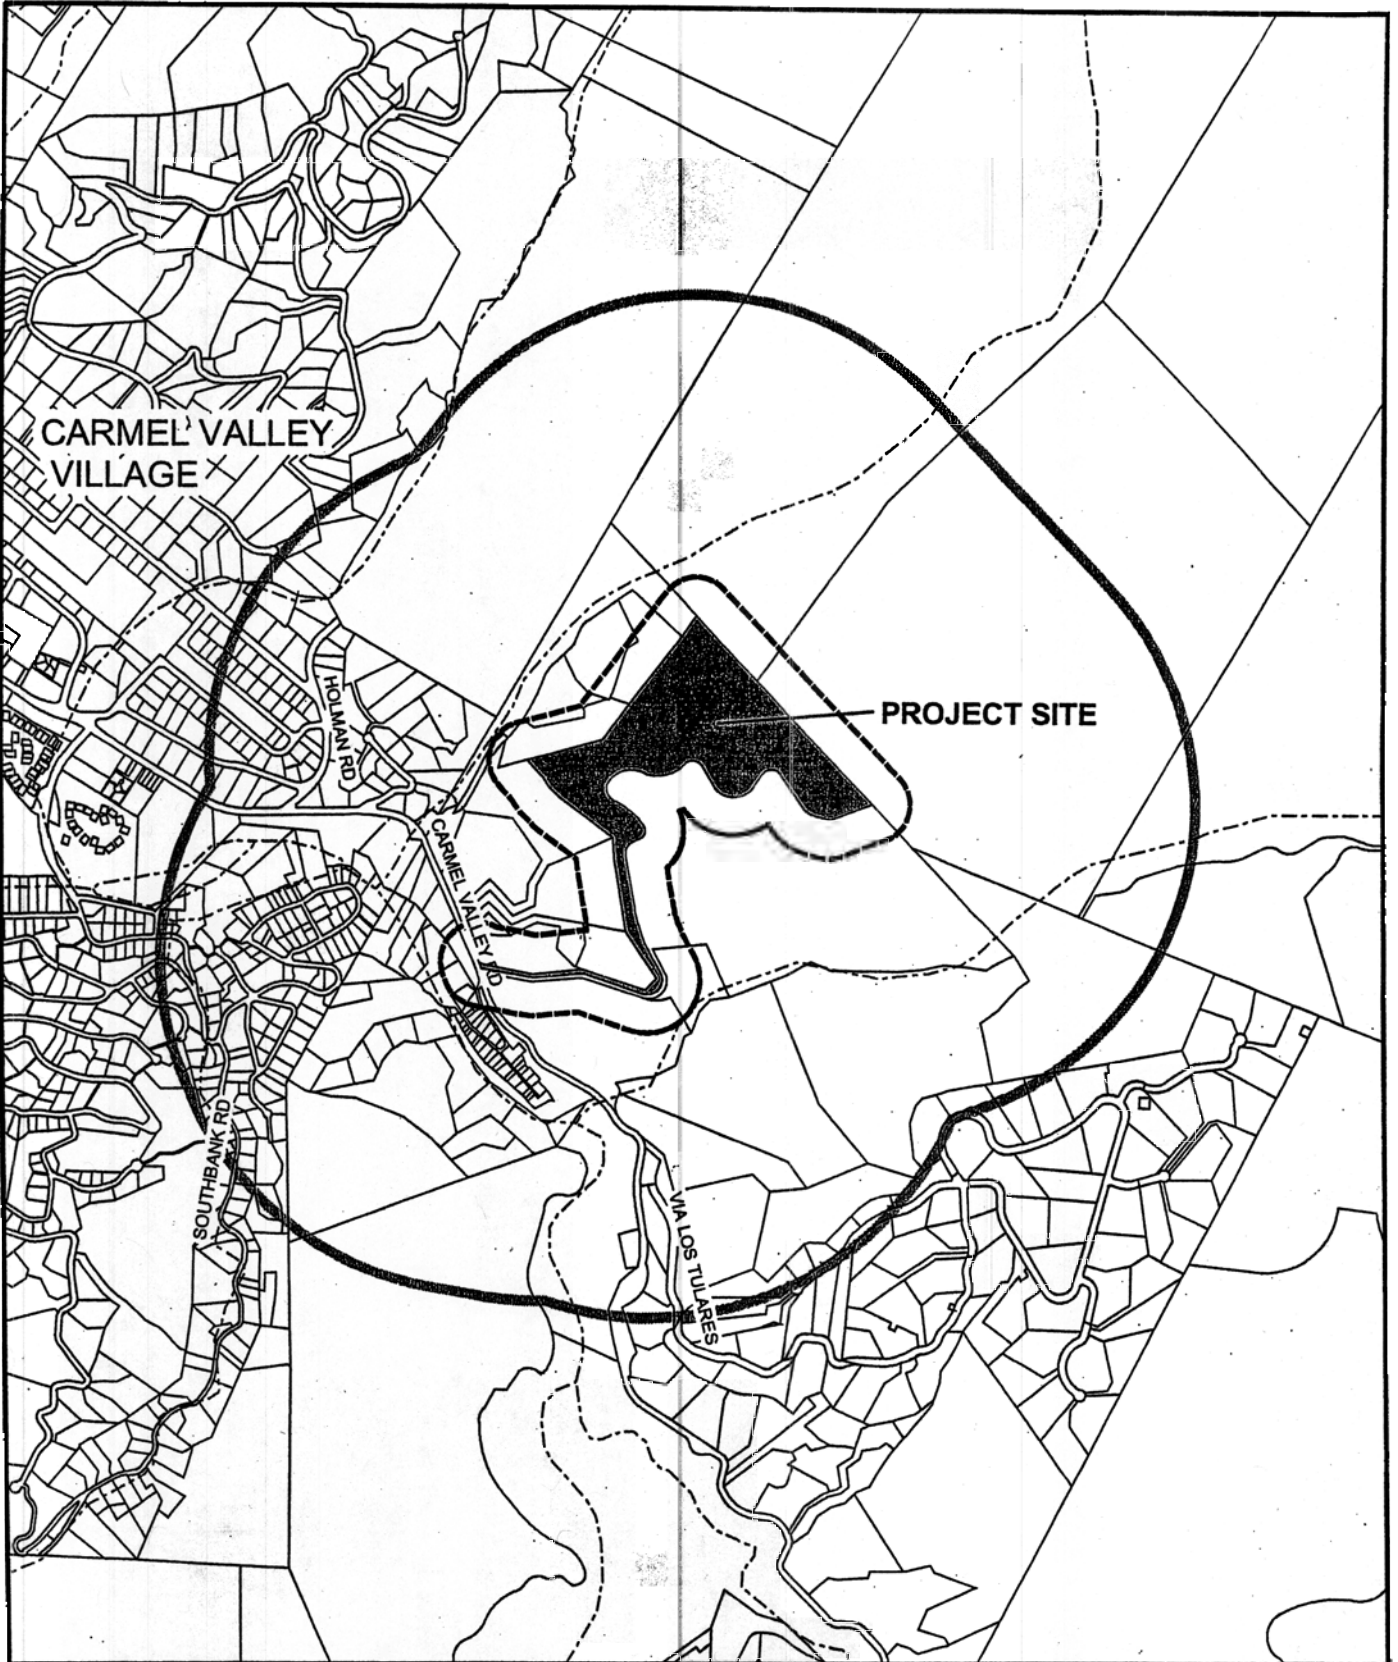 CARMEL VALLEY
VILLAGE
HOLMAN RD
PROJECT SITE
CARMEL VALLEY RD
SOUTHBANK RD
VIA LOS TULARES